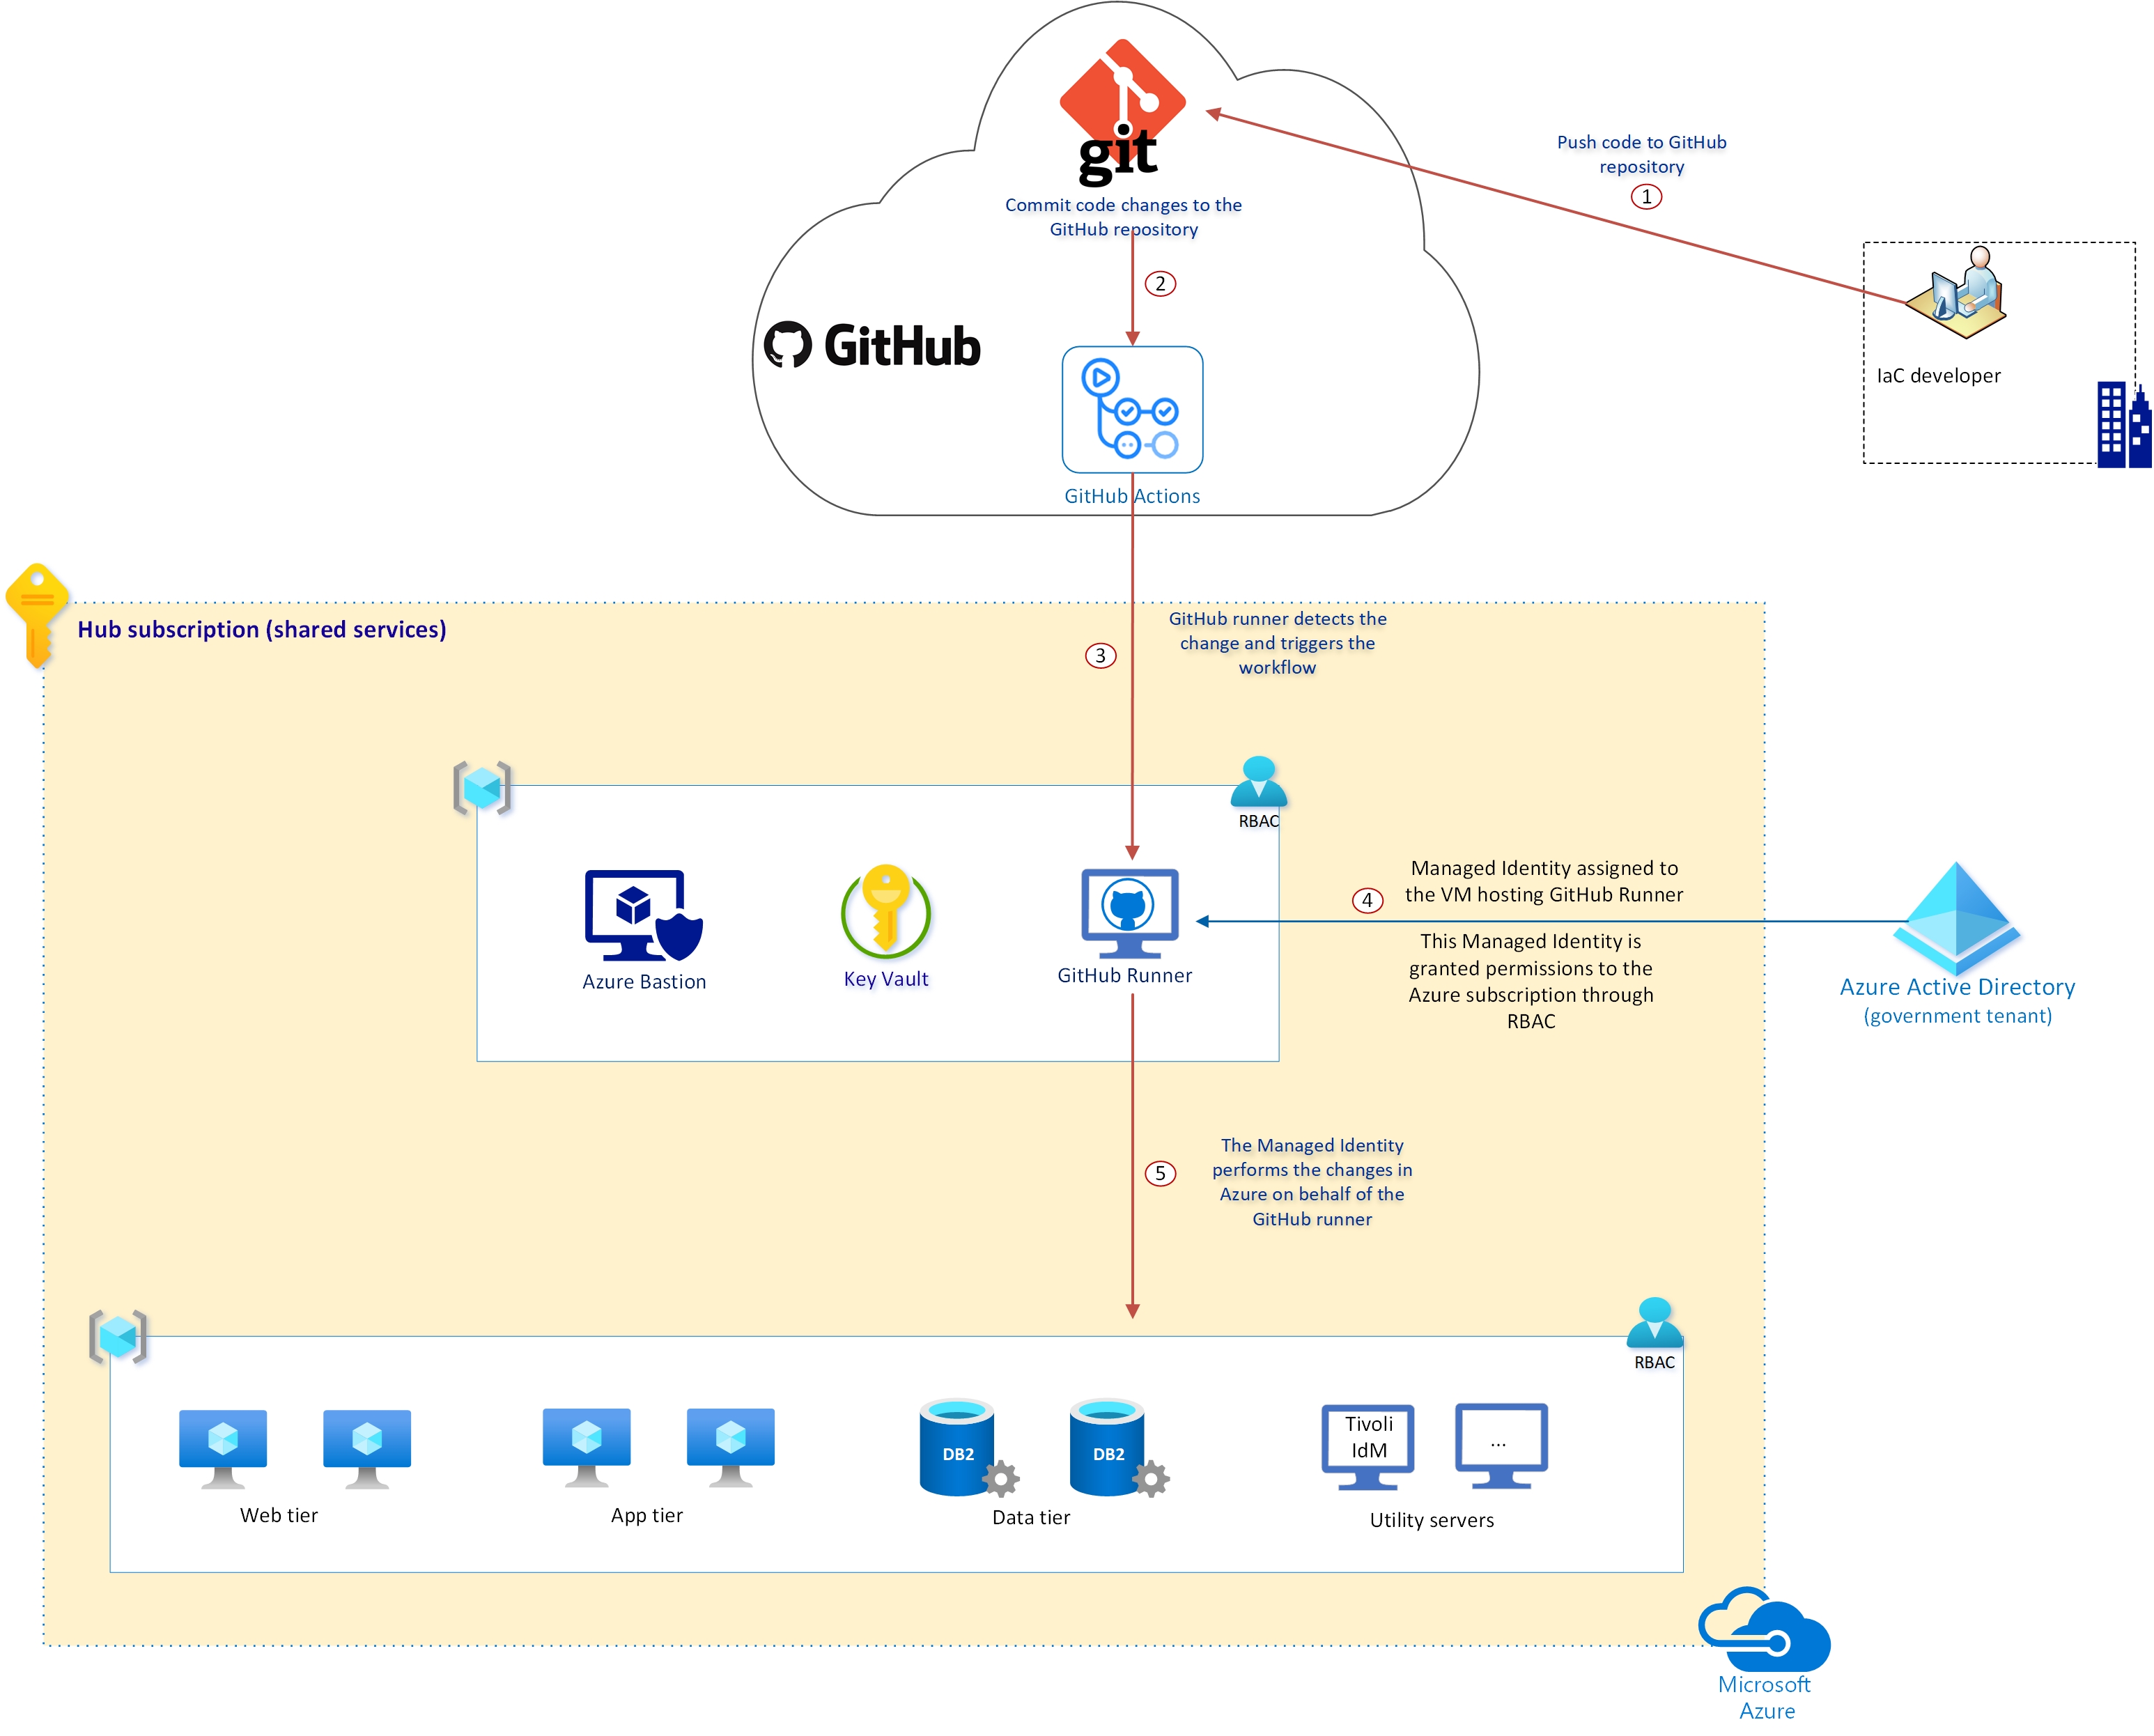 git
Commit code changes to the
GitHub repository
Push code to GitHub
repository
1
2
GitHub
IaC developer
GitHub Actions
Hub subscription (shared services)
GitHub runner detects the
change and triggers the
workflow
3
RBAC
Azure Bastion
Key Vault
GitHub Runner
4
Managed Identity assigned to
the VM hosting GitHub Runner
This Managed Identity is
granted permissions to the
Azure subscription through
RBAC
Azure Active Directory
(government tenant)
5
The Managed Identity
performs the changes in
Azure on behalf of the
GitHub runner
RBAC
Web tier
App tier
DB2
DB2
Data tier
Tivoli
IdM
...
Utility servers
Microsoft
Azure